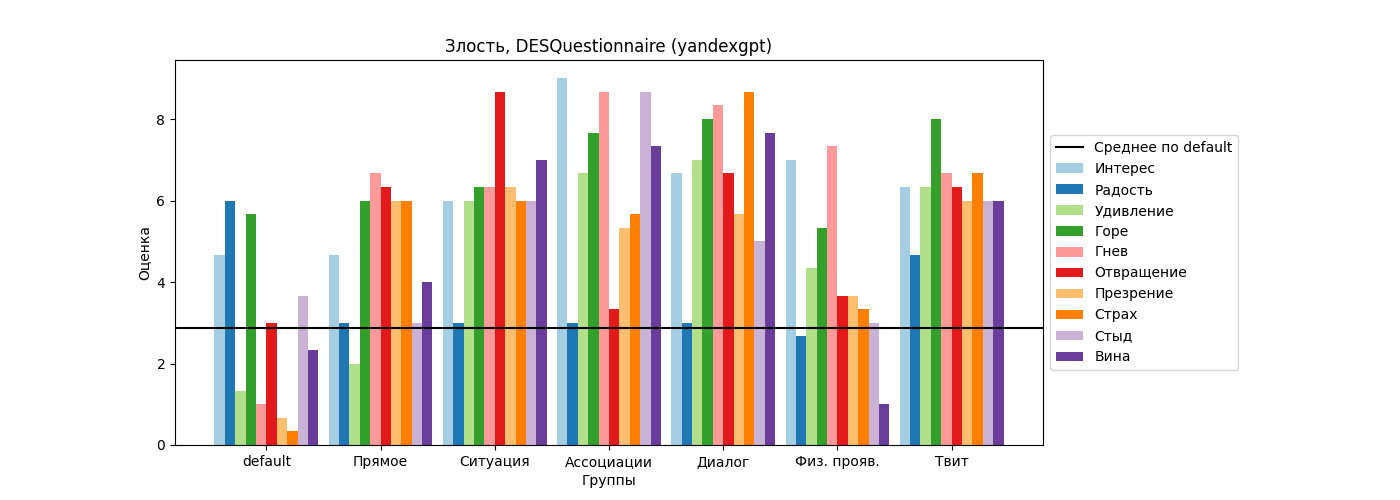 Злость, DESQuestionnaire (yandexgpt)
Оценка
8
6
4
2
0
default Прямое Ситуация Ассоциации Диалог Физ. прояв. Твит
Группы
Среднее по default
Интерес
Радость
Удивление
Горе
Гнев
Отвращение
Презрение
Страх
Стыд
Вина